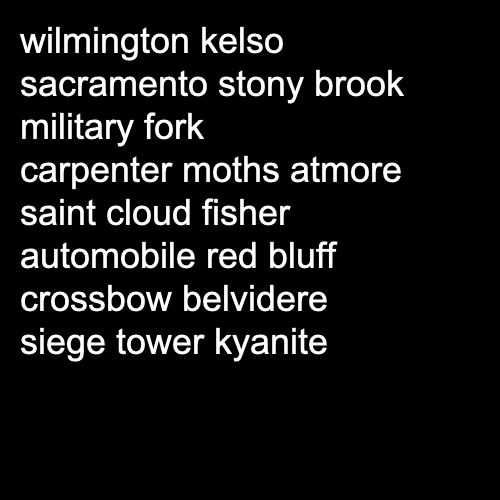 wilmington kelso
sacramento stony brook
military fork
carpenter moths atmore
saint cloud fisher
automobile red bluff
crossbow belvidere
siege tower kyanite